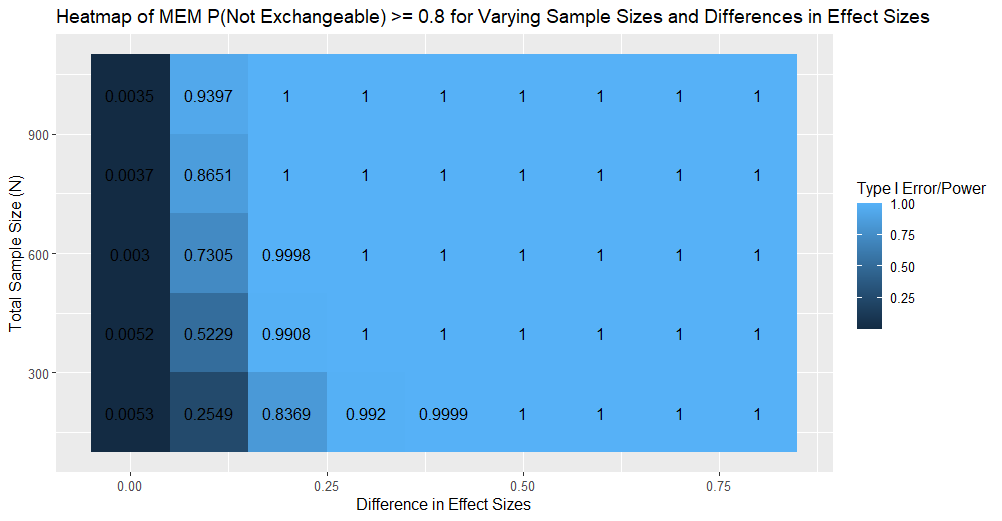 Heatmap of MEM P(Not Exchangeable) >= 0.8 for Varying Sample Sizes and Differences in Effect Sizes
Total Sample Size (N)
900
600
300
0.0035 0.9397 1 1 1 1 1 1 1
0.0037 0.8651 1 1 1 1 1 1 1
0.003 0.7305 0.9998 1 1 1 1 1 1
0.0052 0.5229 0.9908 1 1 1 1 1 1
0.0053 0.2549 0.8369 0.992 0.9999 1 1 1 1
0.00 0.25 0.50 0.75
Difference in Effect Sizes
Type I Error/Power
1.00
0.75
0.50
0.25